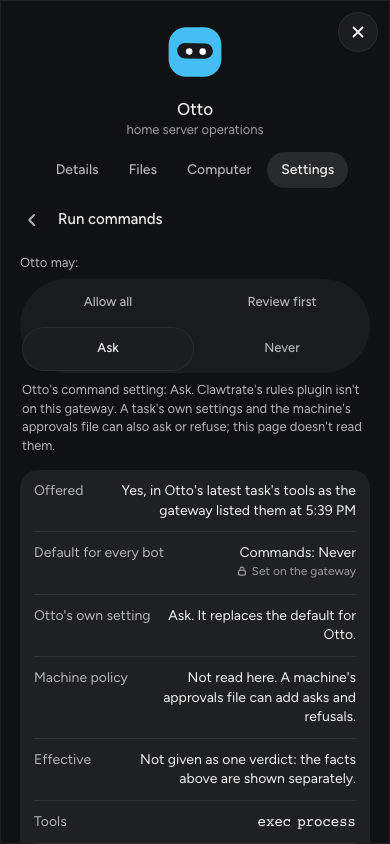 Otto
home server operations
Details Files Computer Settings
Run commands
Otto may:
Allow all Review first
Ask Never
Otto's command setting: Ask. Clawtrate's rules plugin isn't
on this gateway. A task's own settings and the machine's
approvals file can also ask or refuse; this page doesn't read
them.
Offered Yes, in Otto's latest task's tools as the
gateway listed them at 5:39 PM
Default for every bot Commands: Never
Set on the gateway
Otto's own setting Ask. It replaces the default for
Otto.
Machine policy Not read here. A machine's
approvals file can add asks and
refusals.
Effective Not given as one verdict: the facts
above are shown separately.
Tools exec process